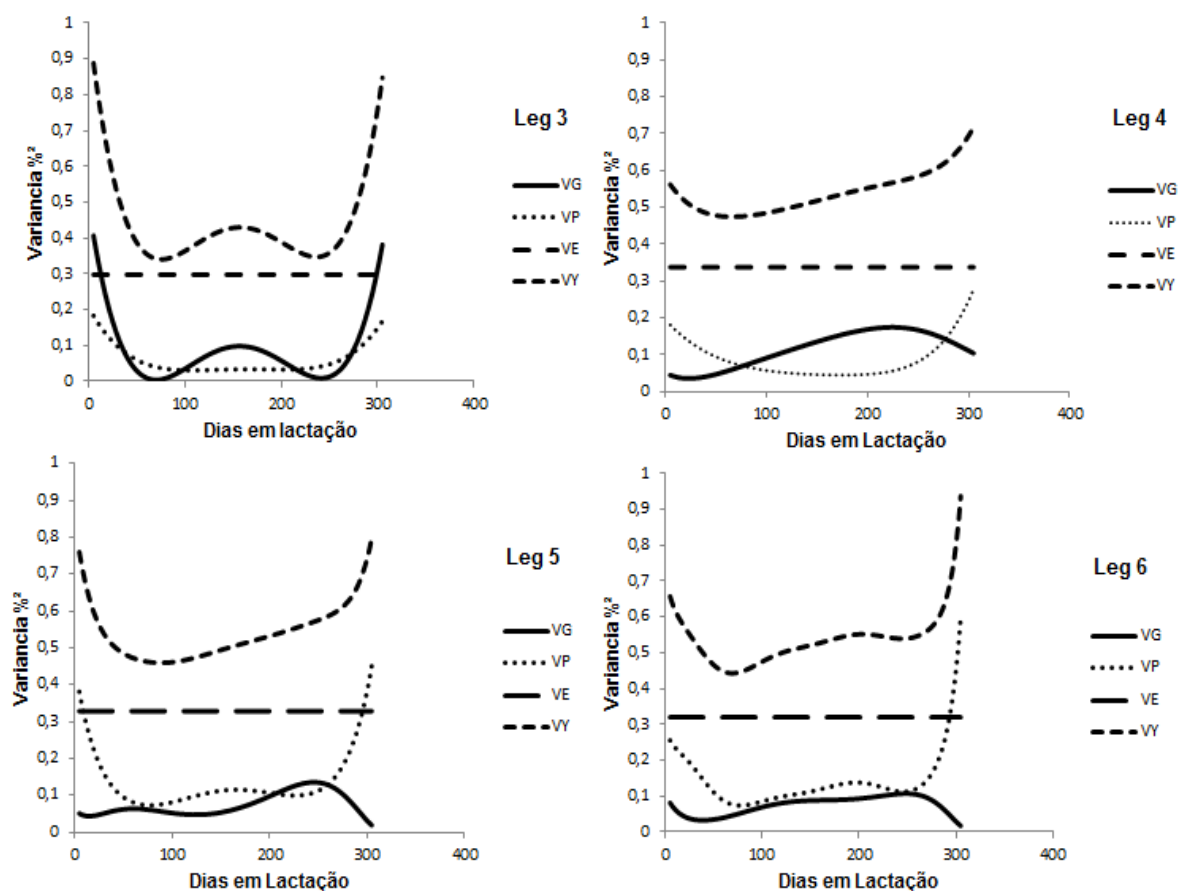 1
0,9
0,8
0,7
0,6
0,5
0,4
0,3
0,2
0,1
0
Variancia %²
0 100 200 300 400
Dias em lactação
Leg 3
VG
VP
VE
VY
1
0,9
0,8
0,7
0,6
0,5
0,4
0,3
0,2
0,1
0
Variancia %²
0 100 200 300 400
Dias em Lactação
Leg 4
VG
VP
VE
VY
1
0,9
0,8
0,7
0,6
0,5
0,4
0,3
0,2
0,1
0
Variancia %²
0 100 200 300 400
Dias em Lactação
Leg 5
VG
VP
VE
VY
1
0,9
0,8
0,7
0,6
0,5
0,4
0,3
0,2
0,1
0
Variancia %²
0 100 200 300 400
Dias em Lactação
Leg 6
VG
VP
VE
VY